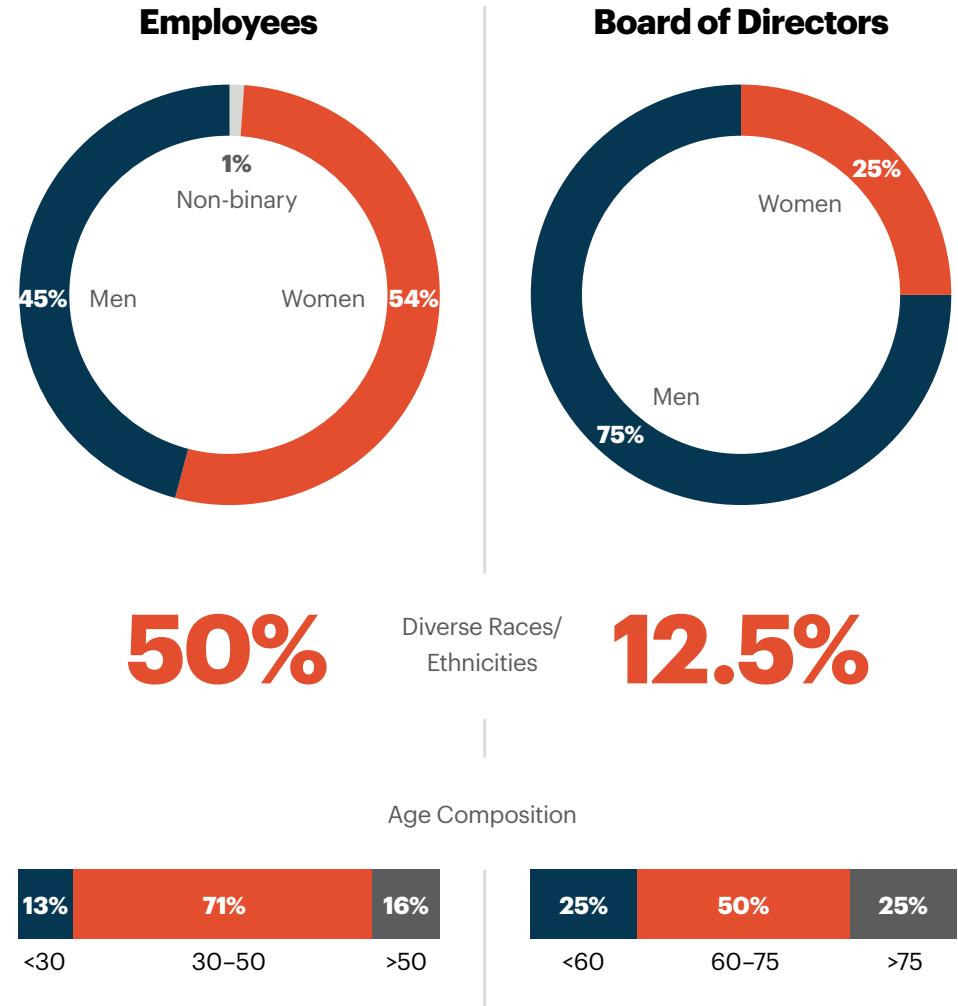 Employees
1%
Non-binary
45% Men
Women 54%
Board of Directors
25%
Women
Men
75%
50%
Diverse Races/
Ethnicities
12.5%
Age Composition
13% 71% 16%
<30 30–50 >50
25% 50% 25%
<60 60–75 >75